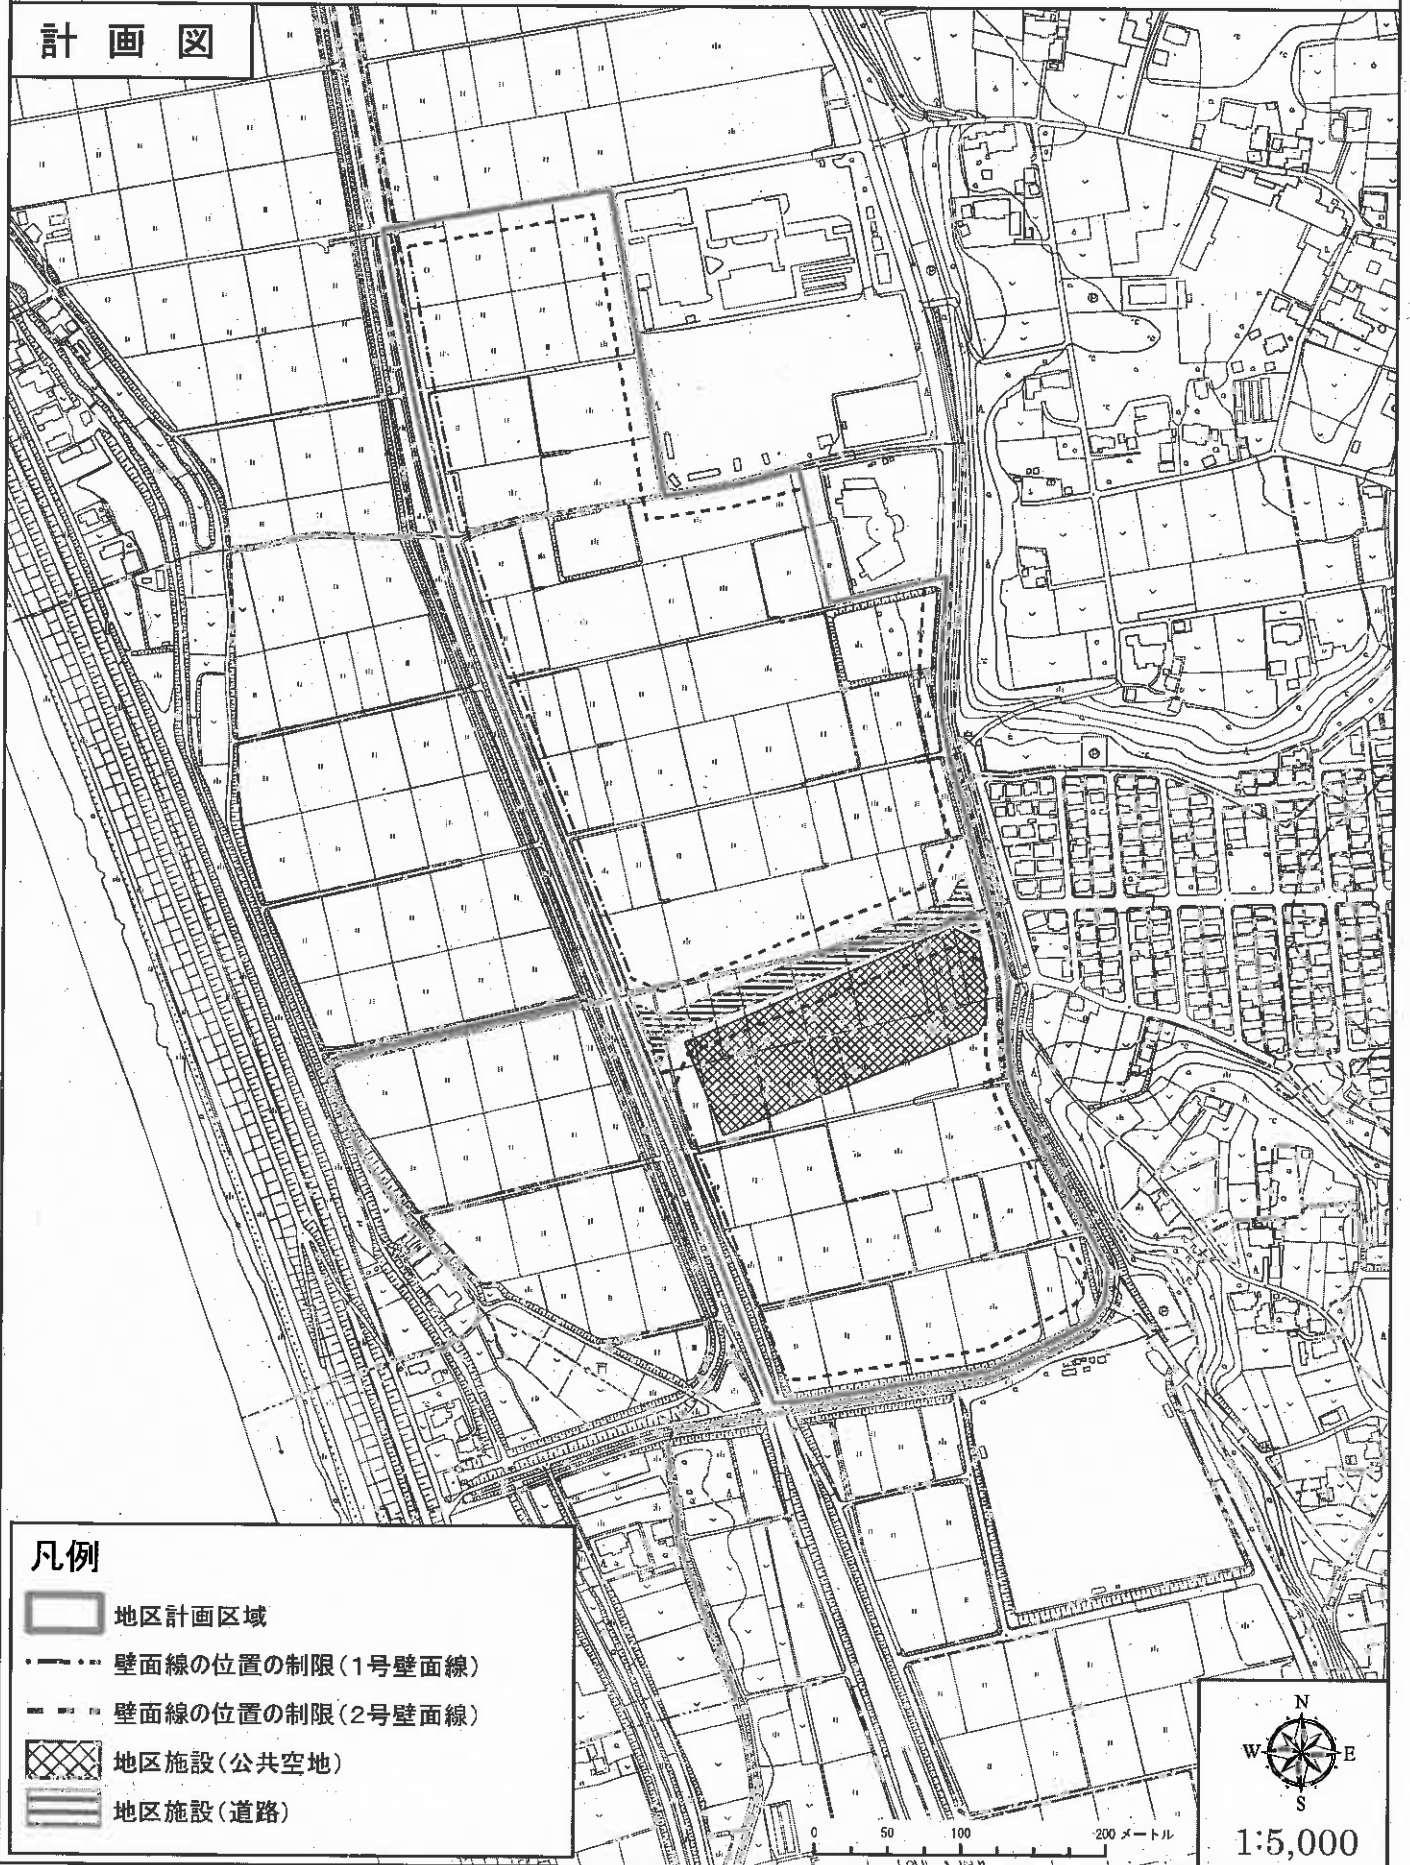 計画図
凡例
地区計画区域
壁面線の位置の制限(1号壁面線)
壁面線の位置の制限(2号壁面線)
地区施設(公共空地)
地区施設(道路)
N
W
E
S
0 50 100 200 メートル
1:5,000